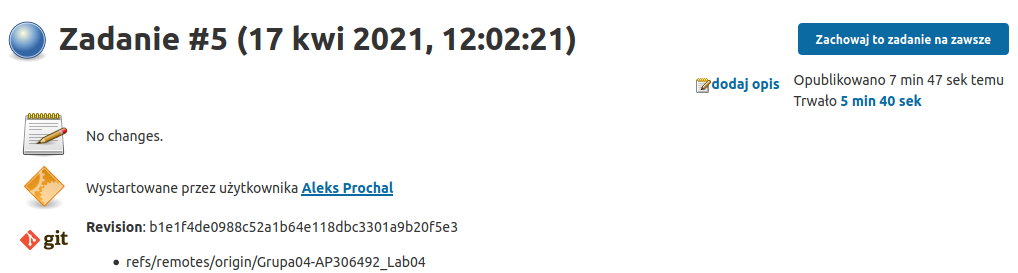 Zadanie #5 (17 kwi 2021, 12:02:21)
Zachowaj to zadanie na zawsze
dodaj opis
Opublikowano 7 min 47 sek temu
Trwało 5 min 40 sek
No changes.
Wystartowane przez użytkownika Aleks Prochal
git
Revision: b1e1f4de0988c52a1b64e118dbc3301a9b20f5e3
• refs/remotes/origin/Grupa04-AP306492_Lab04